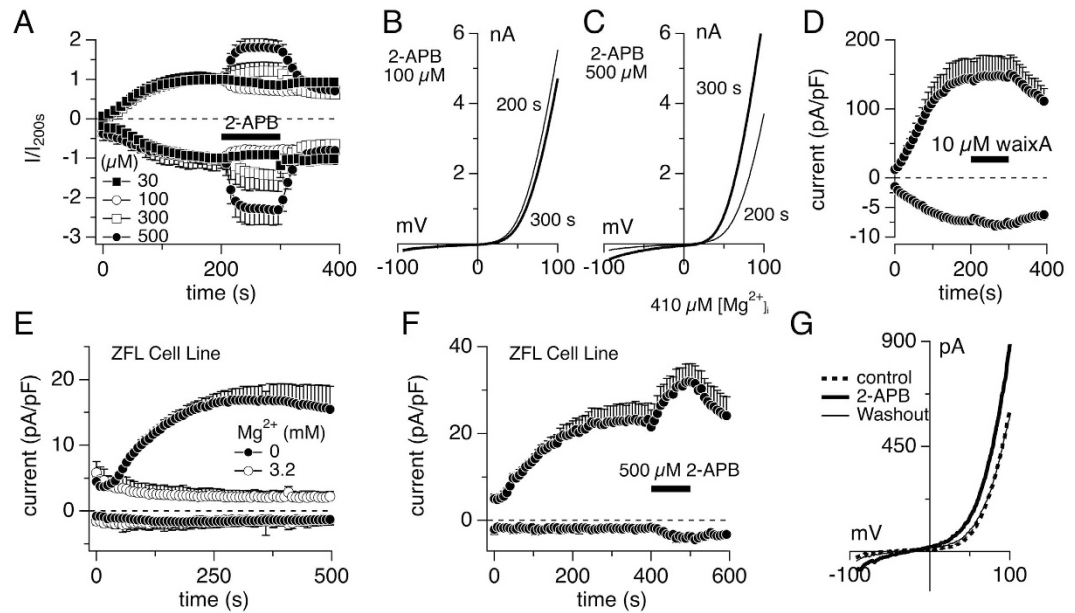 A
I/I200s
2
1
0
-1
-2
-3
2-APB
(µM)
30
100
300
500
0
200
400
time (s)
B
2-APB
100 µM
nA
6
4
2
200 s
300 s
mV
-100
0
100
C
2-APB
500 µM
nA
6
4
2
300 s
200 s
mV
-100
0
100
410 µM [Mg2+]i
D
current (pA/pF)
200
150
100
50
0
-5
-10
10 µM waixA
0
100
200
300
400
time(s)
E
ZFL Cell Line
current (pA/pF)
20
10
0
Mg2+ (mM)
0
3.2
0
250
500
time (s)
F
ZFL Cell Line
current (pA/pF)
40
20
0
500 µM 2-APB
0
100
200
300
400
500
600
time (s)
G
pA
900
450
control
2-APB
Washout
mV
-100
100